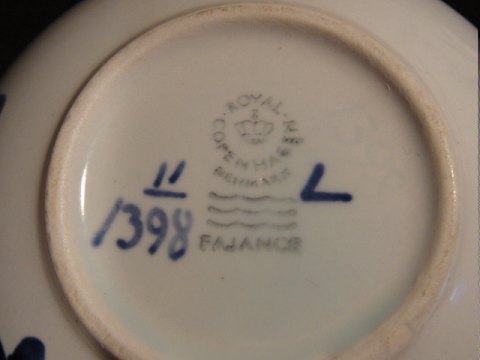 ROYAL
COPENHAGEN
DENMARK
11 L
1398
FAJANCE